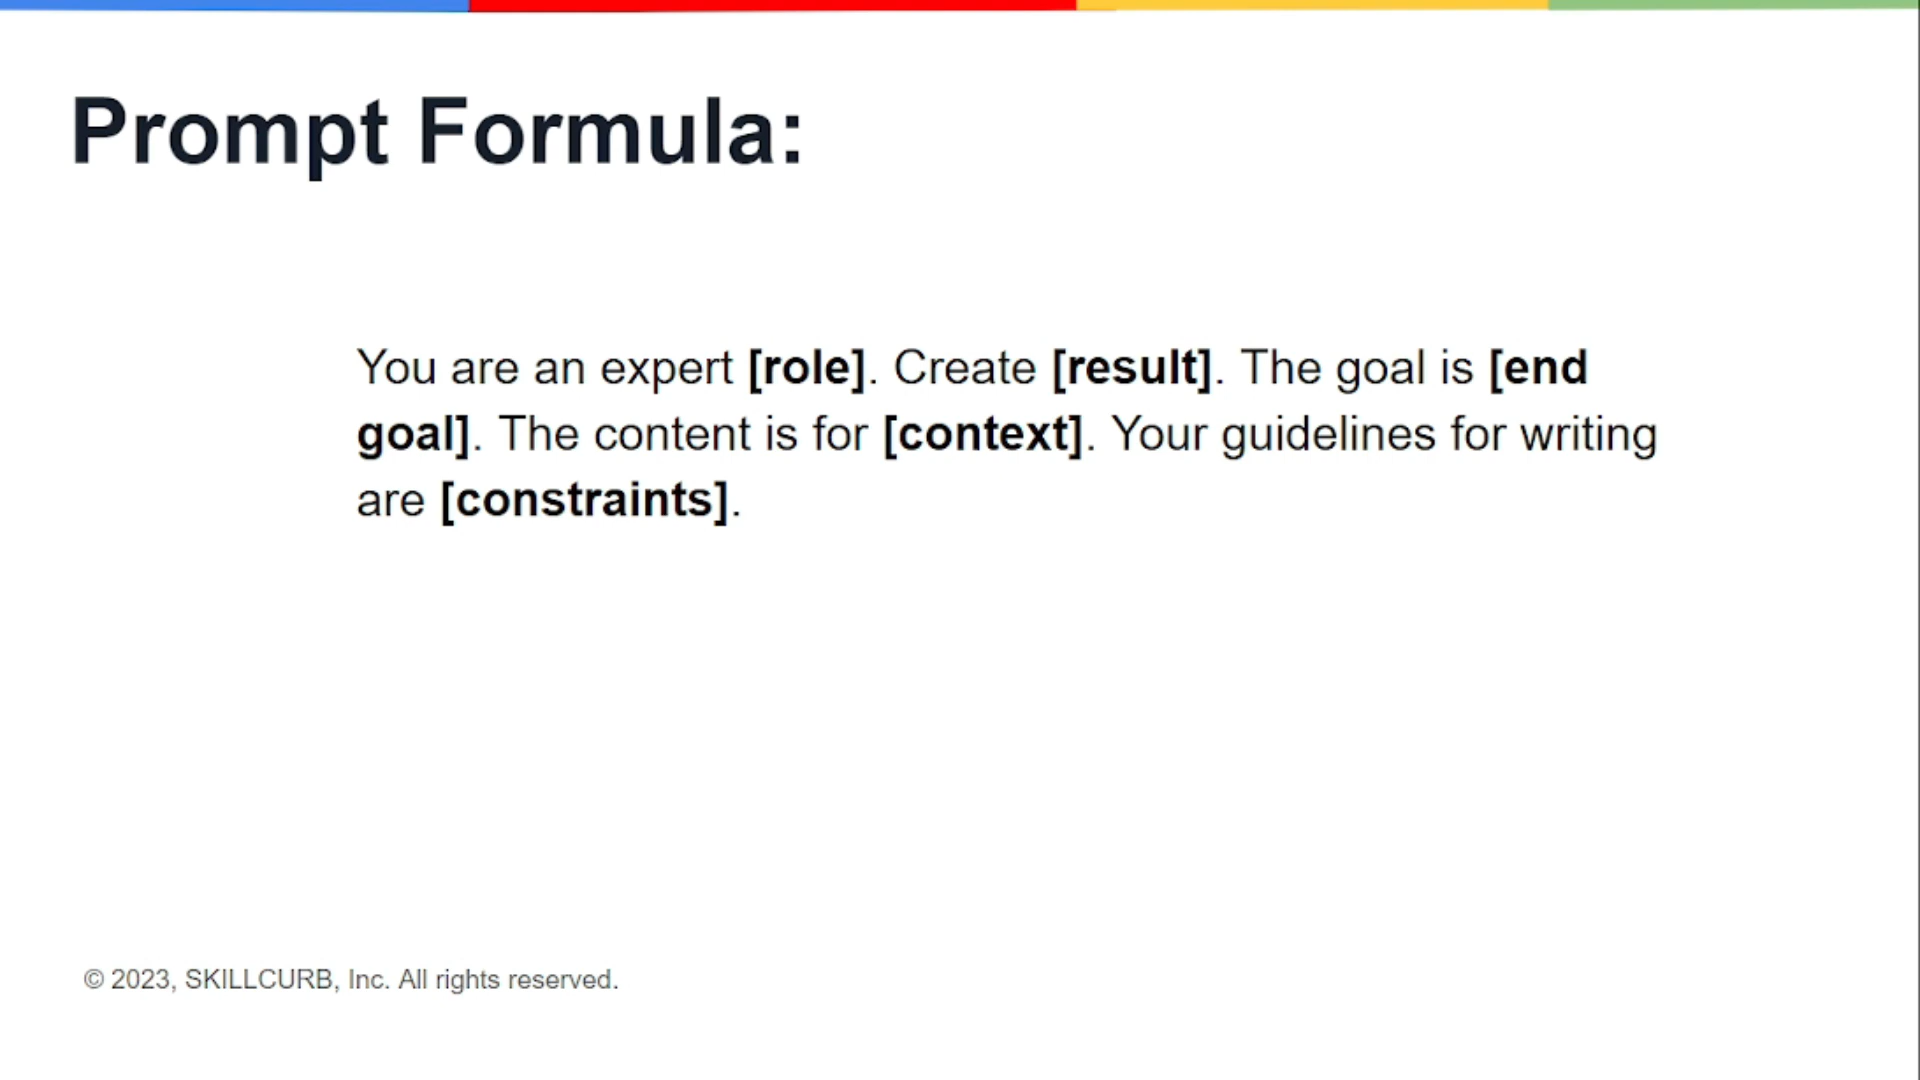 Prompt Formula:
You are an expert [role]. Create [result]. The goal is [end
goal]. The content is for [context]. Your guidelines for writing
are [constraints].
© 2023, SKILLCURB, Inc. All rights reserved.